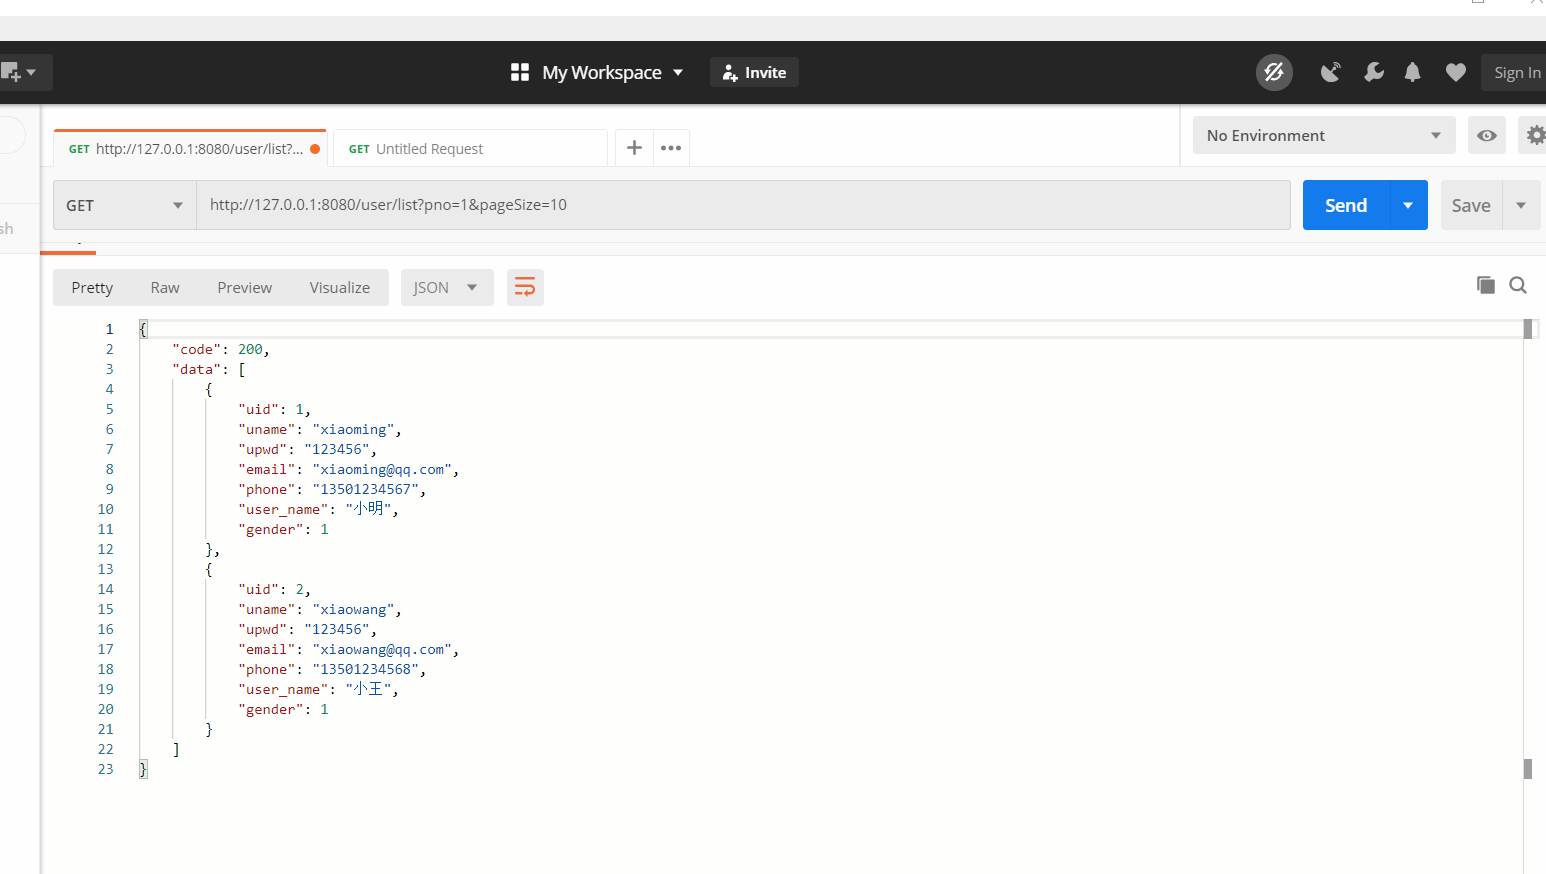 My Workspace Invite Sign In
GET http://127.0.0.1:8080/user/list?... GET Untitled Request No Environment
GET http://127.0.0.1:8080/user/list?pno=1&pageSize=10 Send Save
sh
Pretty Raw Preview Visualize JSON
1 {
2 "code": 200,
3 "data": [
4 {
5 "uid": 1,
6 "uname": "xiaoming",
7 "upwd": "123456",
8 "email": "xiaoming@qq.com",
9 "phone": "13501234567",
10 "user_name": "小明",
11 "gender": 1
12 },
13 {
14 "uid": 2,
15 "uname": "xiaowang",
16 "upwd": "123456",
17 "email": "xiaowang@qq.com",
18 "phone": "13501234568",
19 "user_name": "小王",
20 "gender": 1
21 }
22 ]
23 }